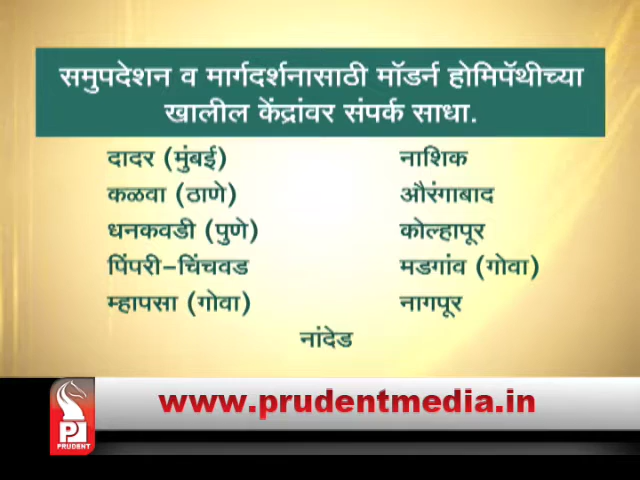 समुपदेशन व मार्गदर्शनासाठी मॉडर्न होमिपॅथीच्या
खालील केंद्रांवर संपर्क साधा.
दादर (मुंबई)
कळवा (ठाणे)
धनकवडी (पुणे)
पिंपरी-चिंचवड
म्हापसा (गोवा)
नाशिक
औरंगाबाद
कोल्हापूर
मडगांव (गोवा)
नागपूर
नांदेड
www.prudentmedia.in
PRUDENT